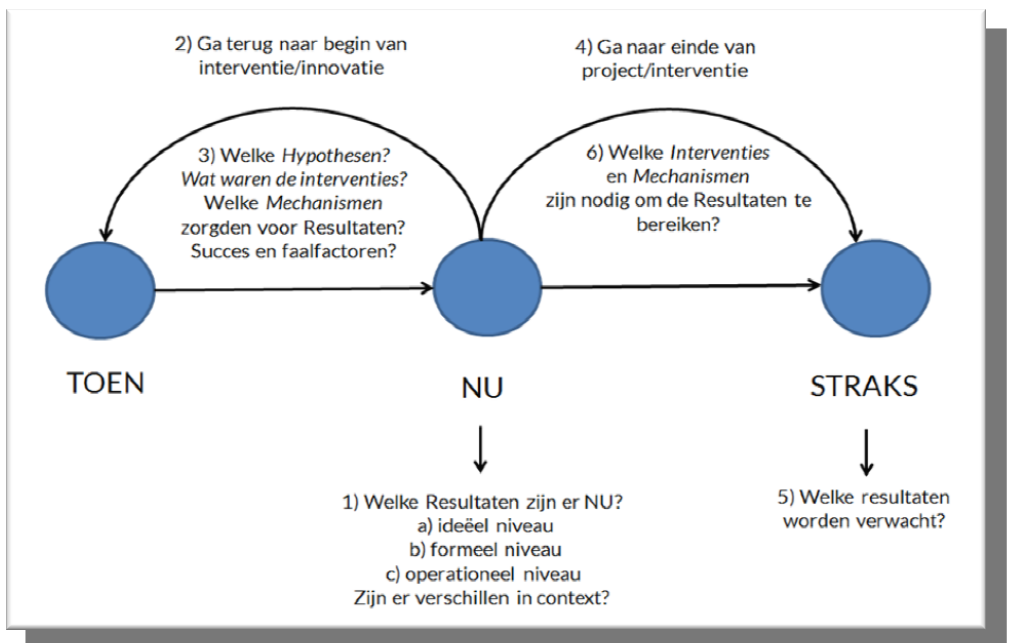 2) Ga terug naar begin van
interventie/innovatie
4) Ga naar einde van
project/interventie
3) Welke Hypothesen?
Wat waren de interventies?
Welke Mechanismen
zorgden voor Resultaten?
Succes en faalfactoren?
6) Welke Interventies
en Mechanismen
zijn nodig om de Resultaten te
bereiken?
TOEN
NU
STRAKS
1) Welke Resultaten zijn er NU?
a) ideëel niveau
b) formeel niveau
c) operationeel niveau
Zijn er verschillen in context?
5) Welke resultaten
worden verwacht?